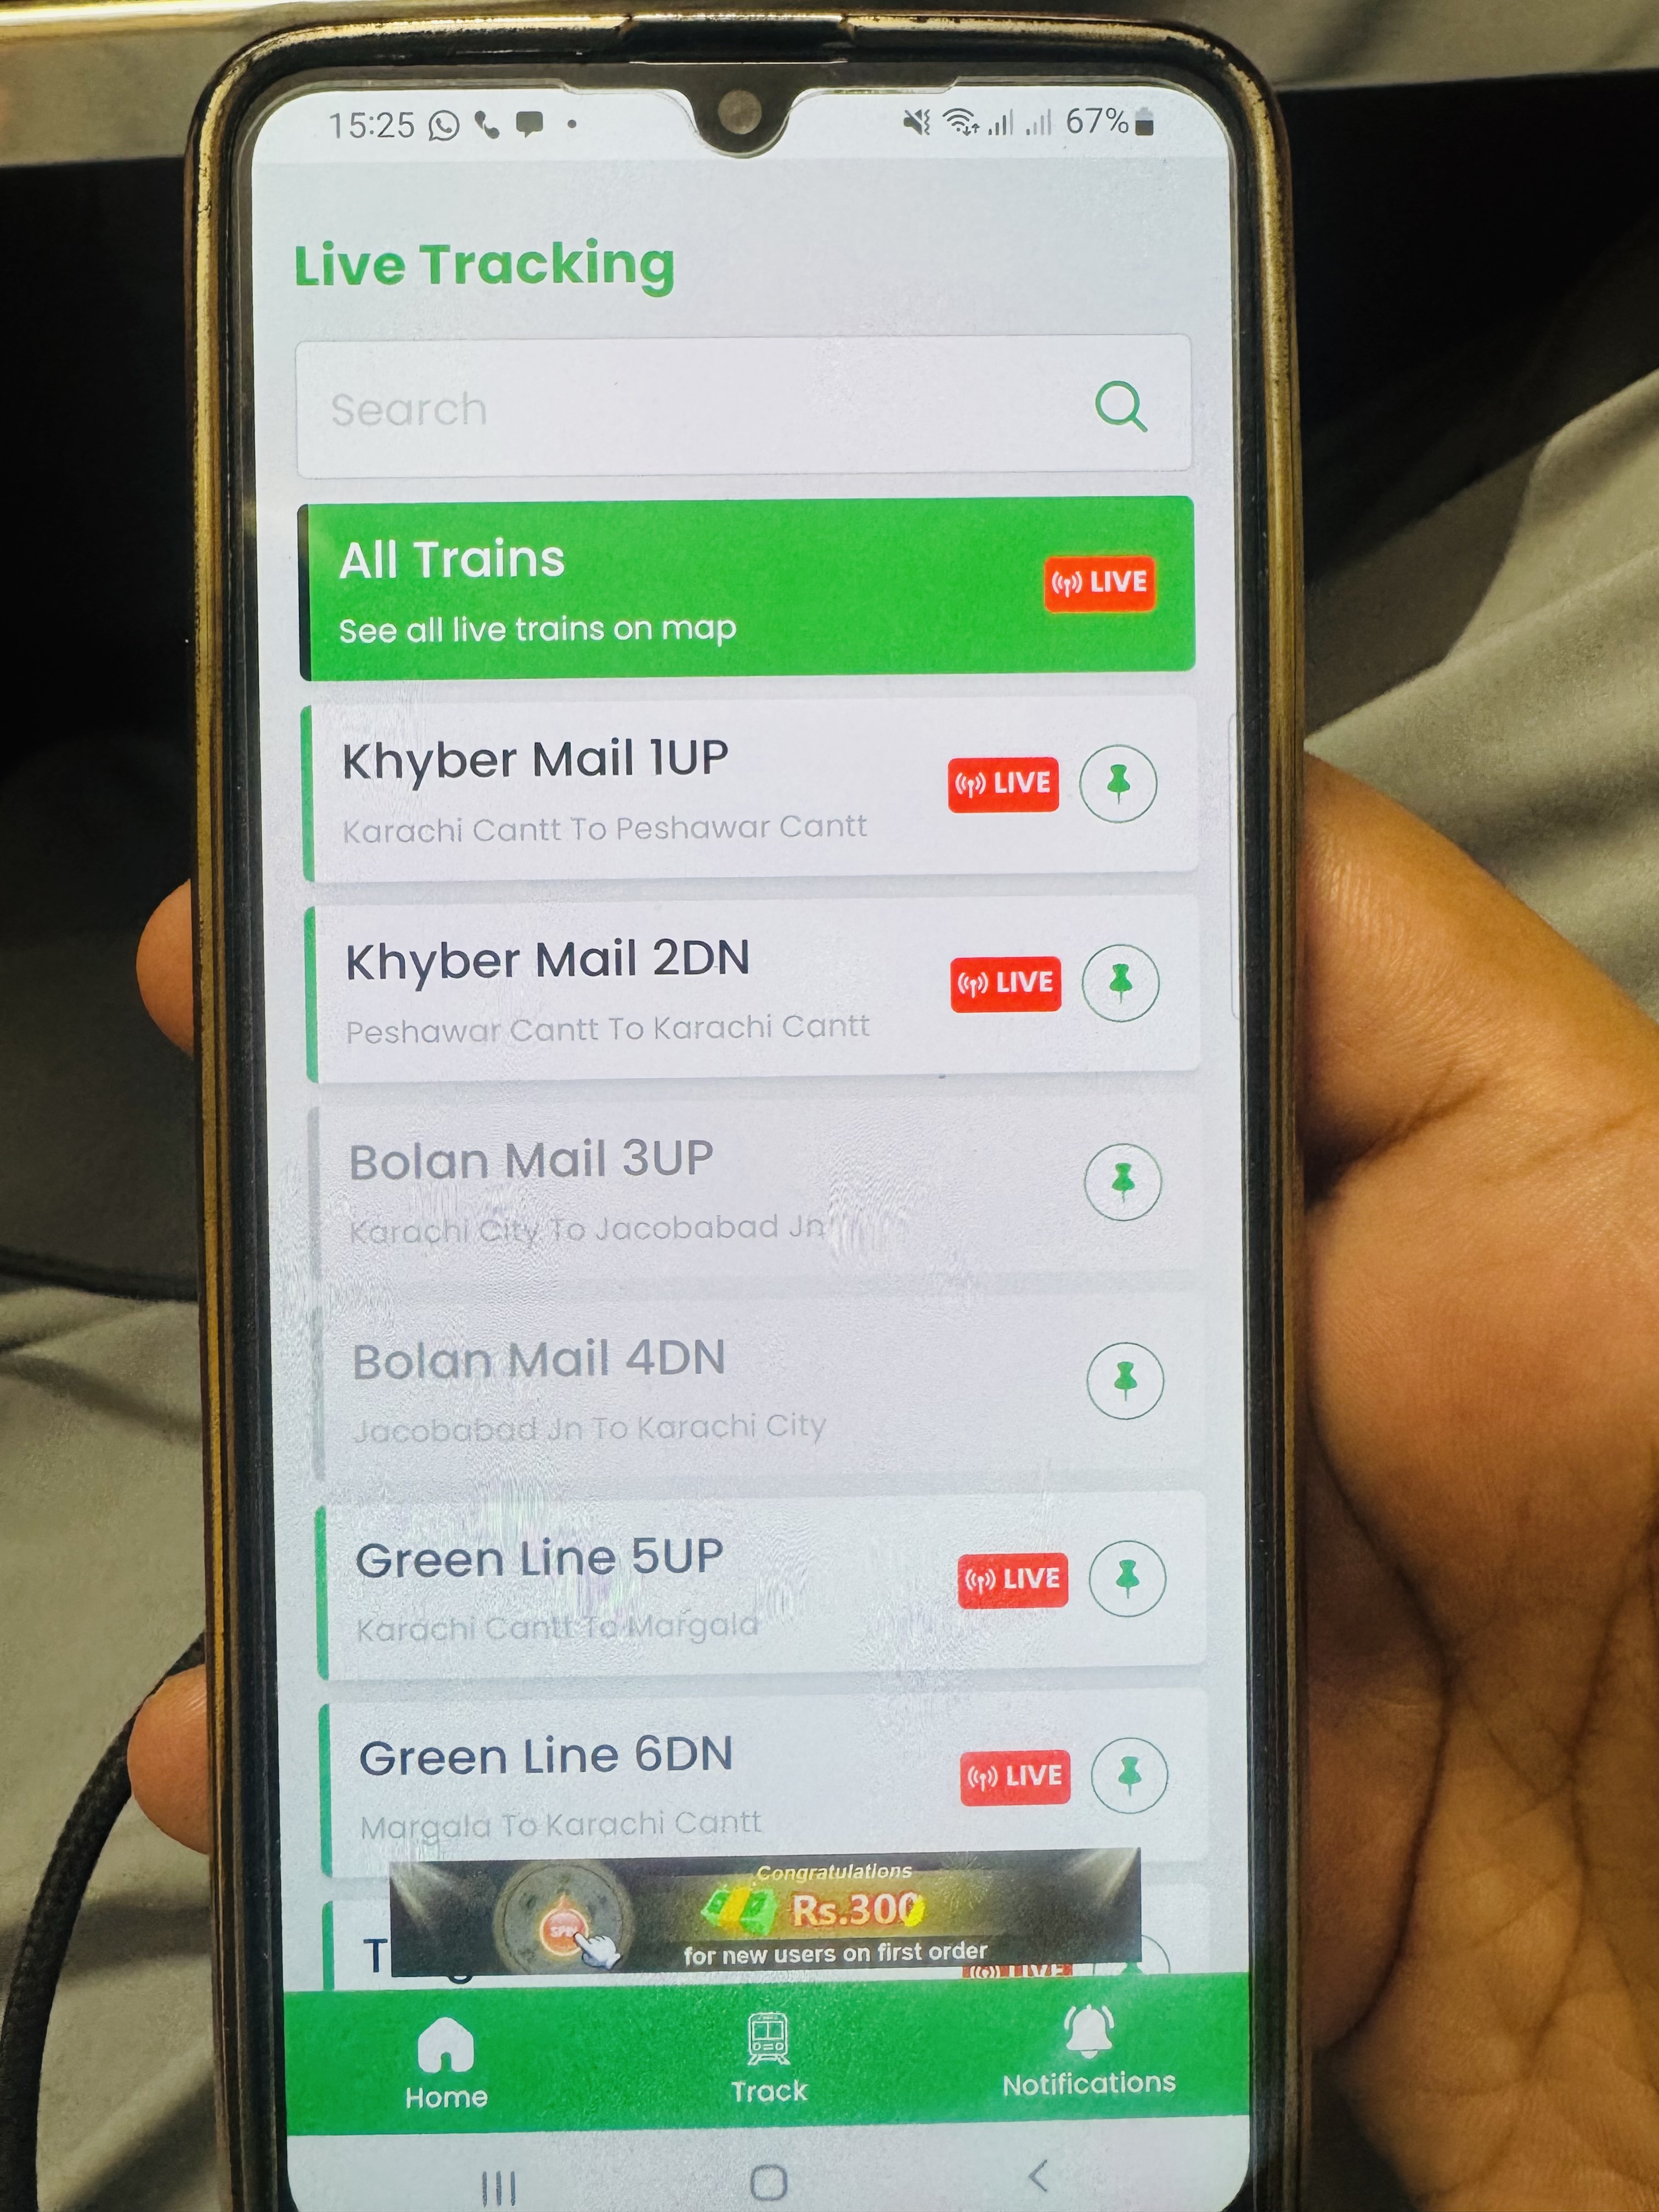 15:25
67%
Live Tracking
Search
All Trains
LIVE
See all live trains on map
Khyber Mail 1UP
LIVE
Karachi Cantt To Peshawar Cantt
Khyber Mail 2DN
LIVE
Peshawar Cantt To Karachi Cantt
Bolan Mail 3UP
Karachi City To Jacobabad Jn
Bolan Mail 4DN
Jacobabad Jn To Karachi City
Green Line 5UP
LIVE
Karachi Cantt To Margala
Green Line 6DN
LIVE
Margala To Karachi Cantt
Congratulations
SPIN
Rs.300
for new users on first order
LIVE
Home
Track
Notifications